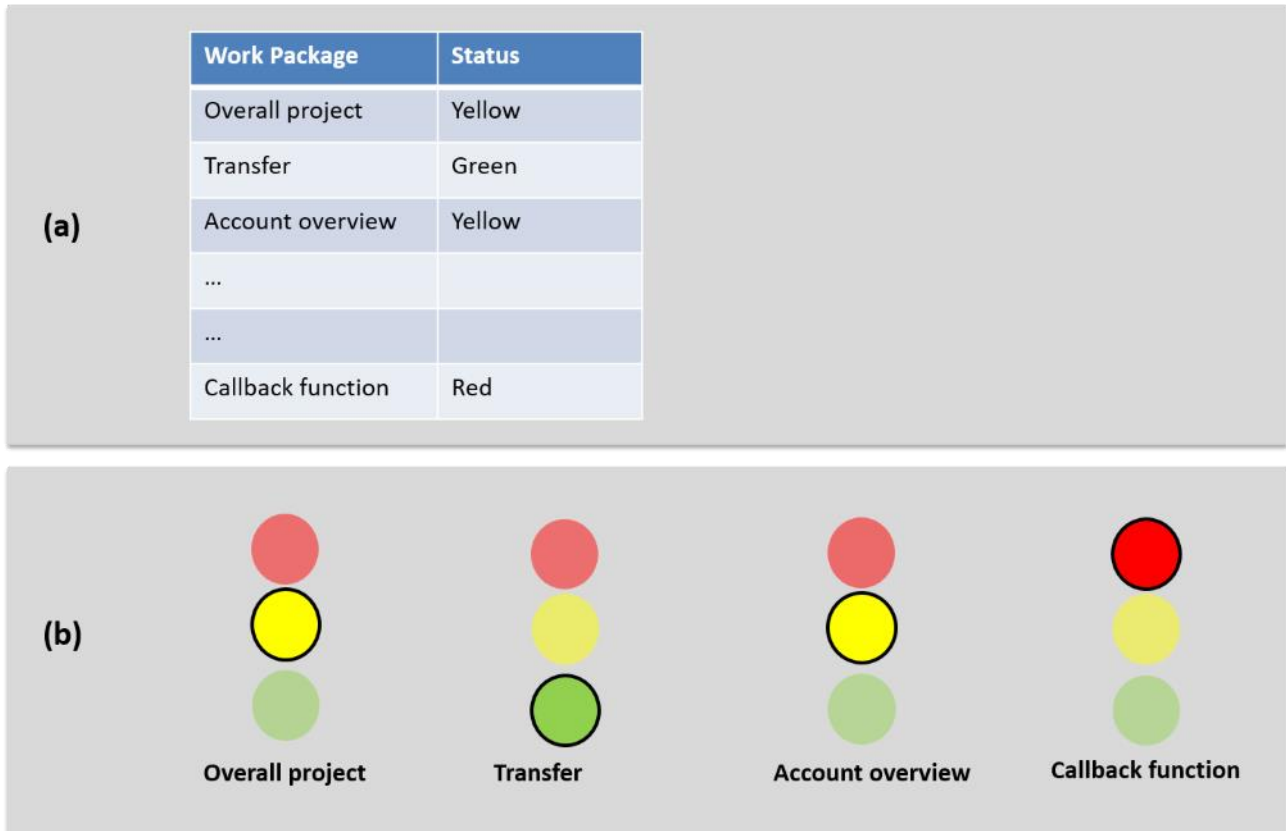 Work Package Status
Overall project Yellow
Transfer Green
(a)
Account overview Yellow
...
...
Callback function Red
(b)
Overall project Transfer Account overview Callback function